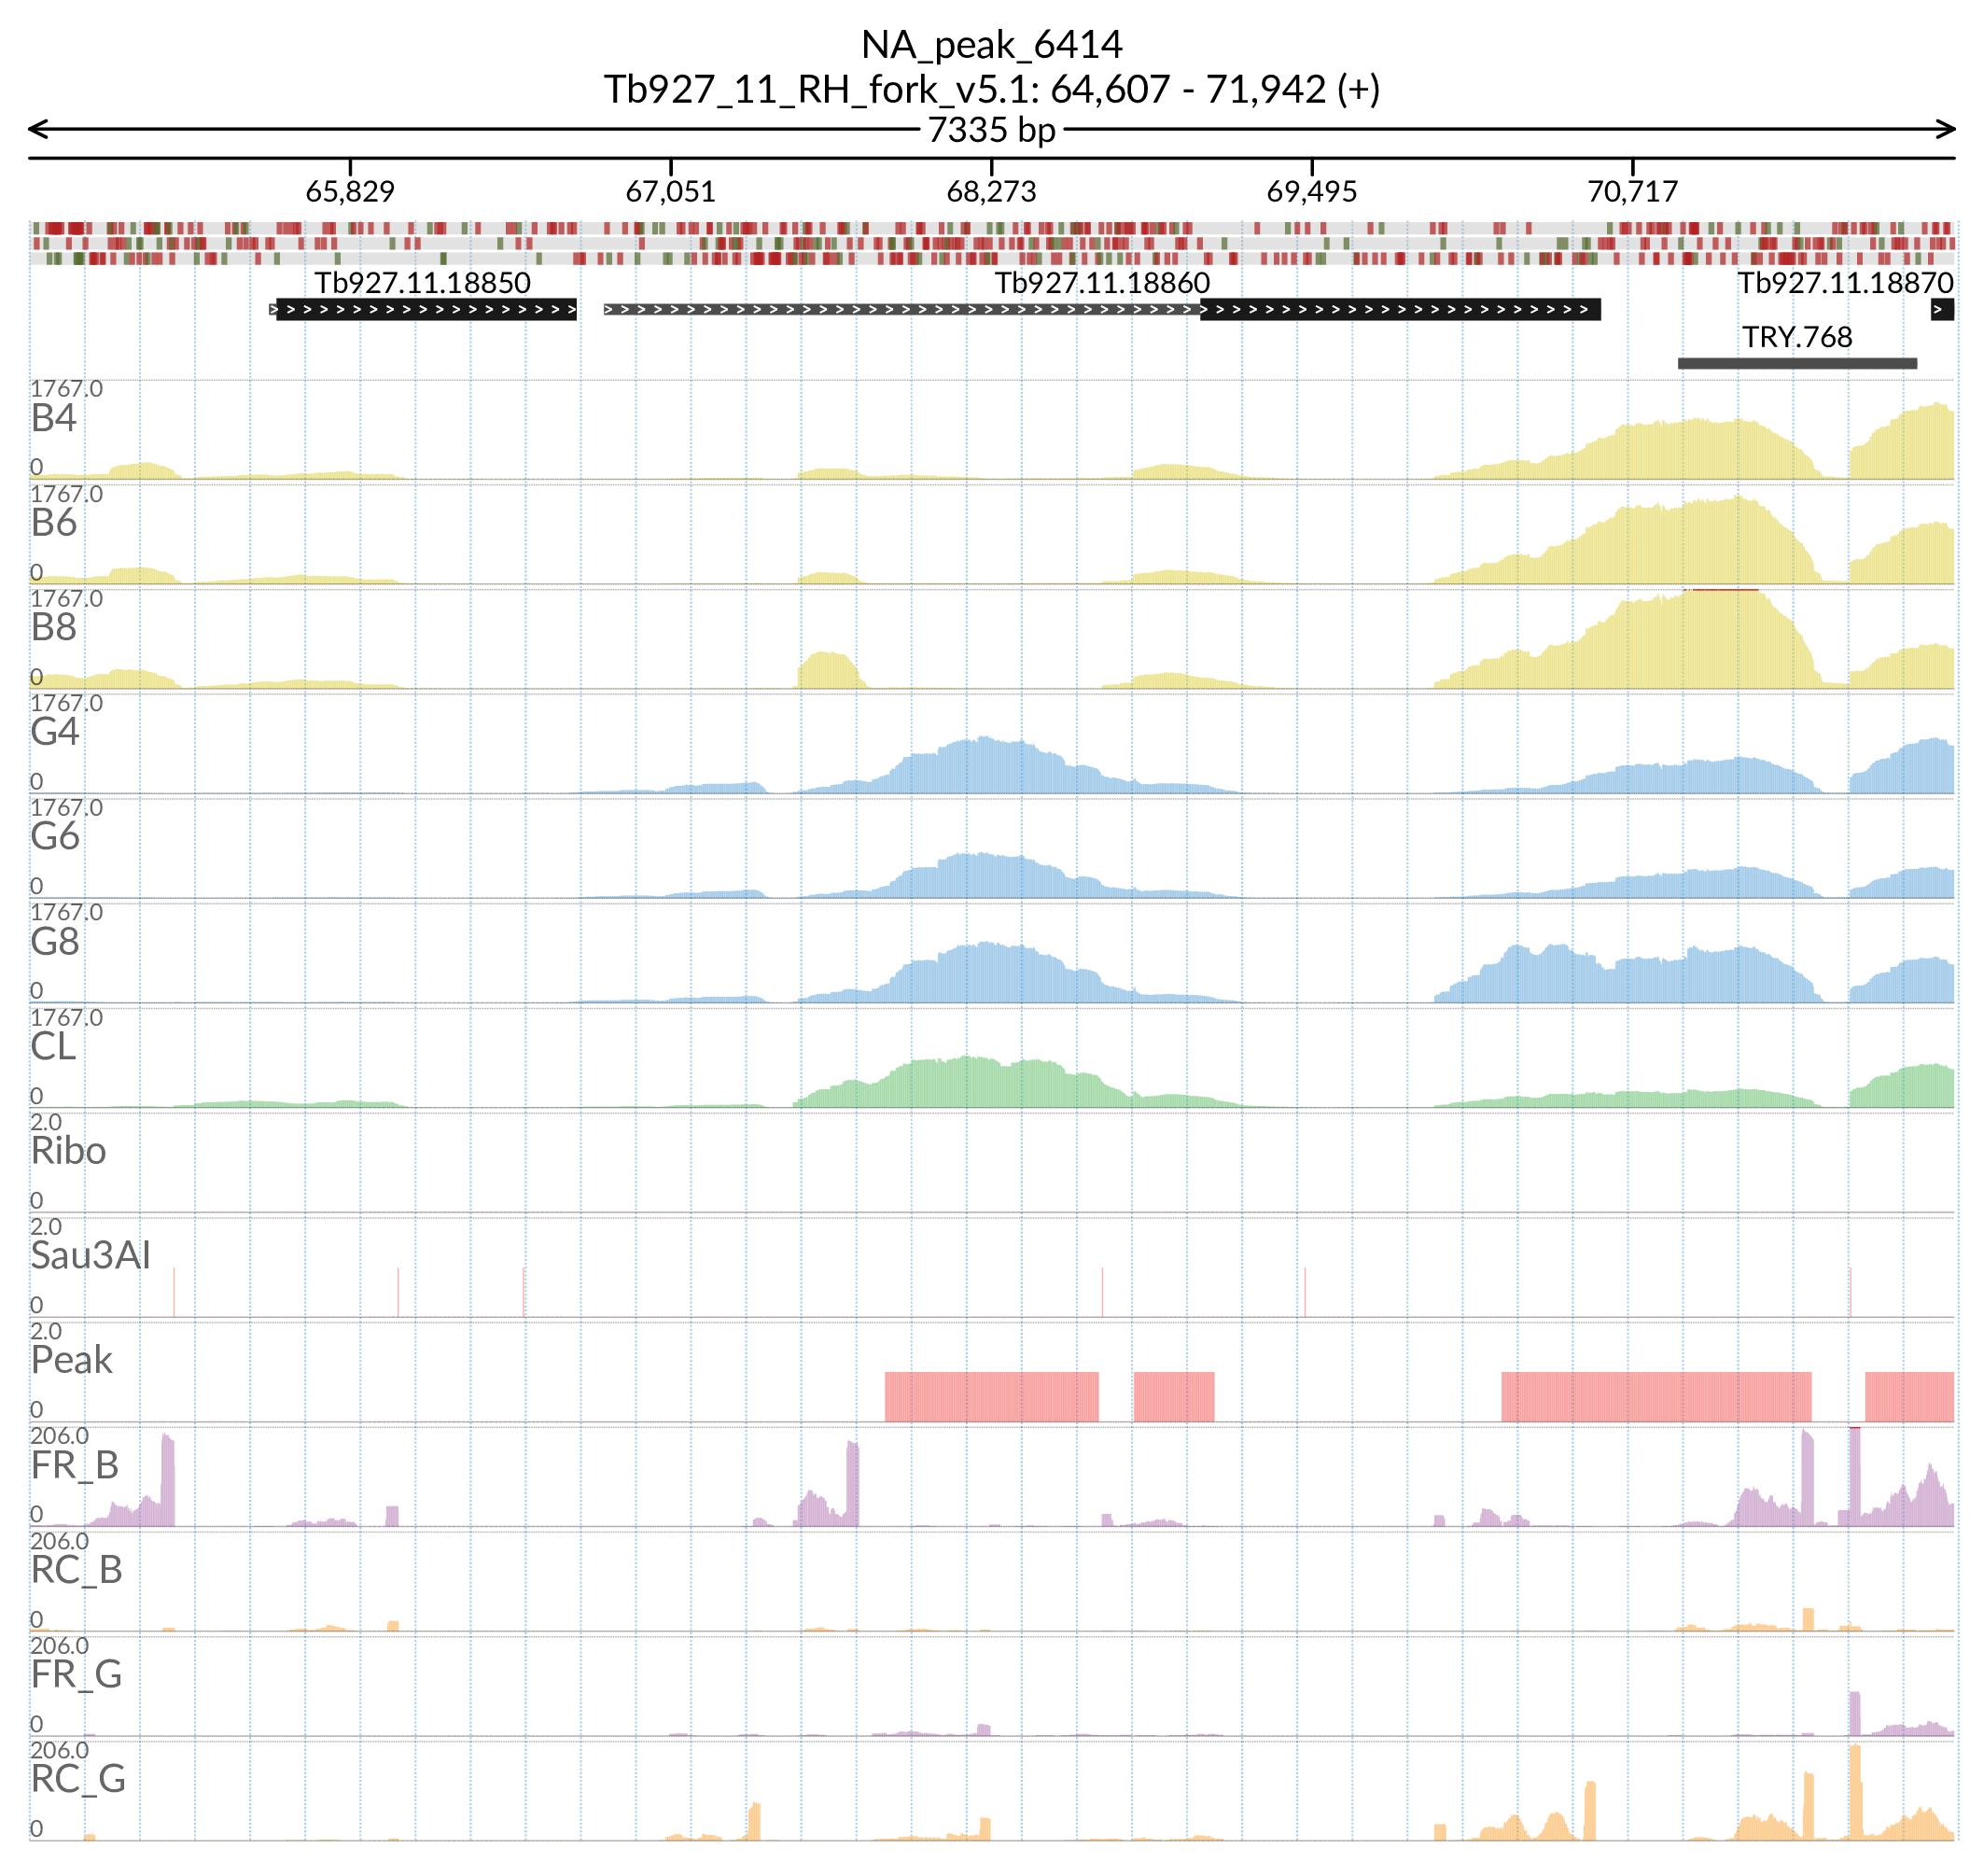 NA_peak_6414
Tb927_11_RH_fork_v5.1: 64,607 - 71,942 (+)
7335 bp
65,829 67,051 68,273 69,495 70,717
Tb927.11.18850 Tb927.11.18860 Tb927.11.18870
TRY.768
1767.0
B4
0
1767.0
B6
0
1767.0
B8
0
1767.0
G4
0
1767.0
G6
0
1767.0
G8
0
1767.0
CL
0
2.0
Ribo
0
2.0
Sau3AI
0
2.0
Peak
0
206.0
FR_B
0
206.0
RC_B
0
206.0
FR_G
0
206.0
RC_G
0